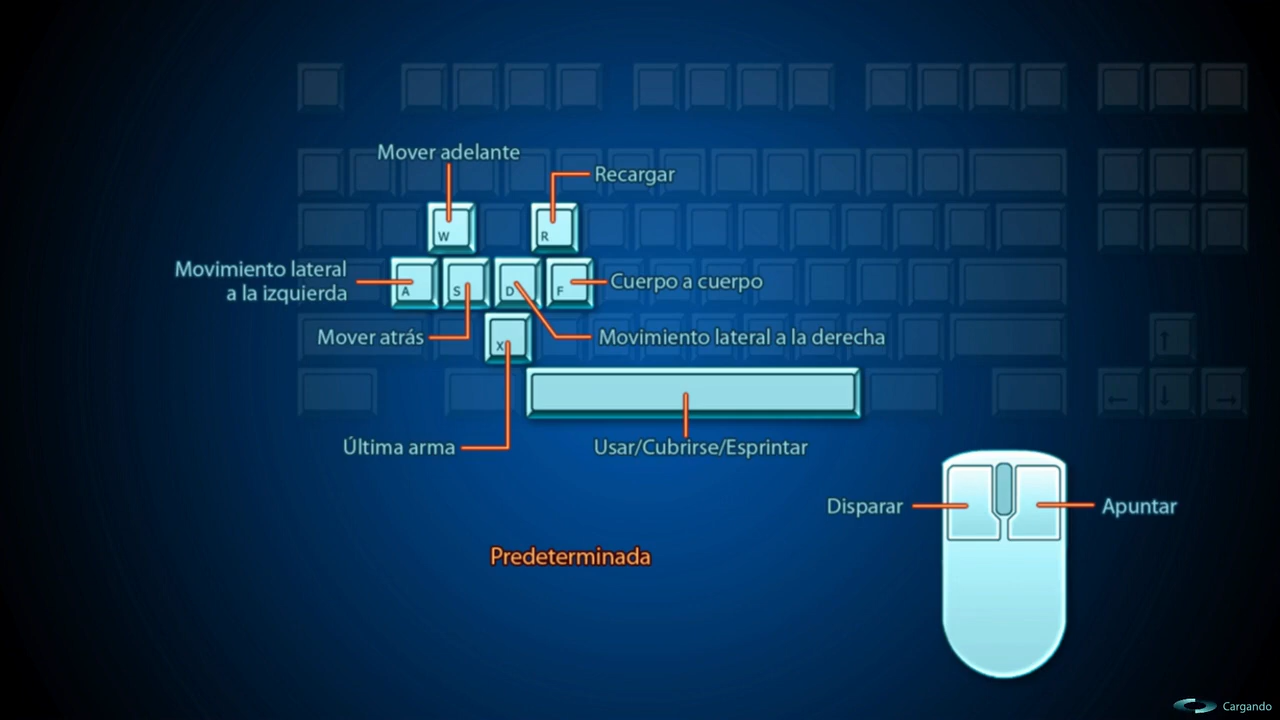 Mover adelante
Recargar
W
R
Movimiento lateral
a la izquierda
A
S
D
F
Cuerpo a cuerpo
Mover atrás
X
Movimiento lateral a la derecha
↑
← ↓ →
Última arma
Usar/Cubrirse/Esprintar
Disparar
Apuntar
Predeterminada
Cargando